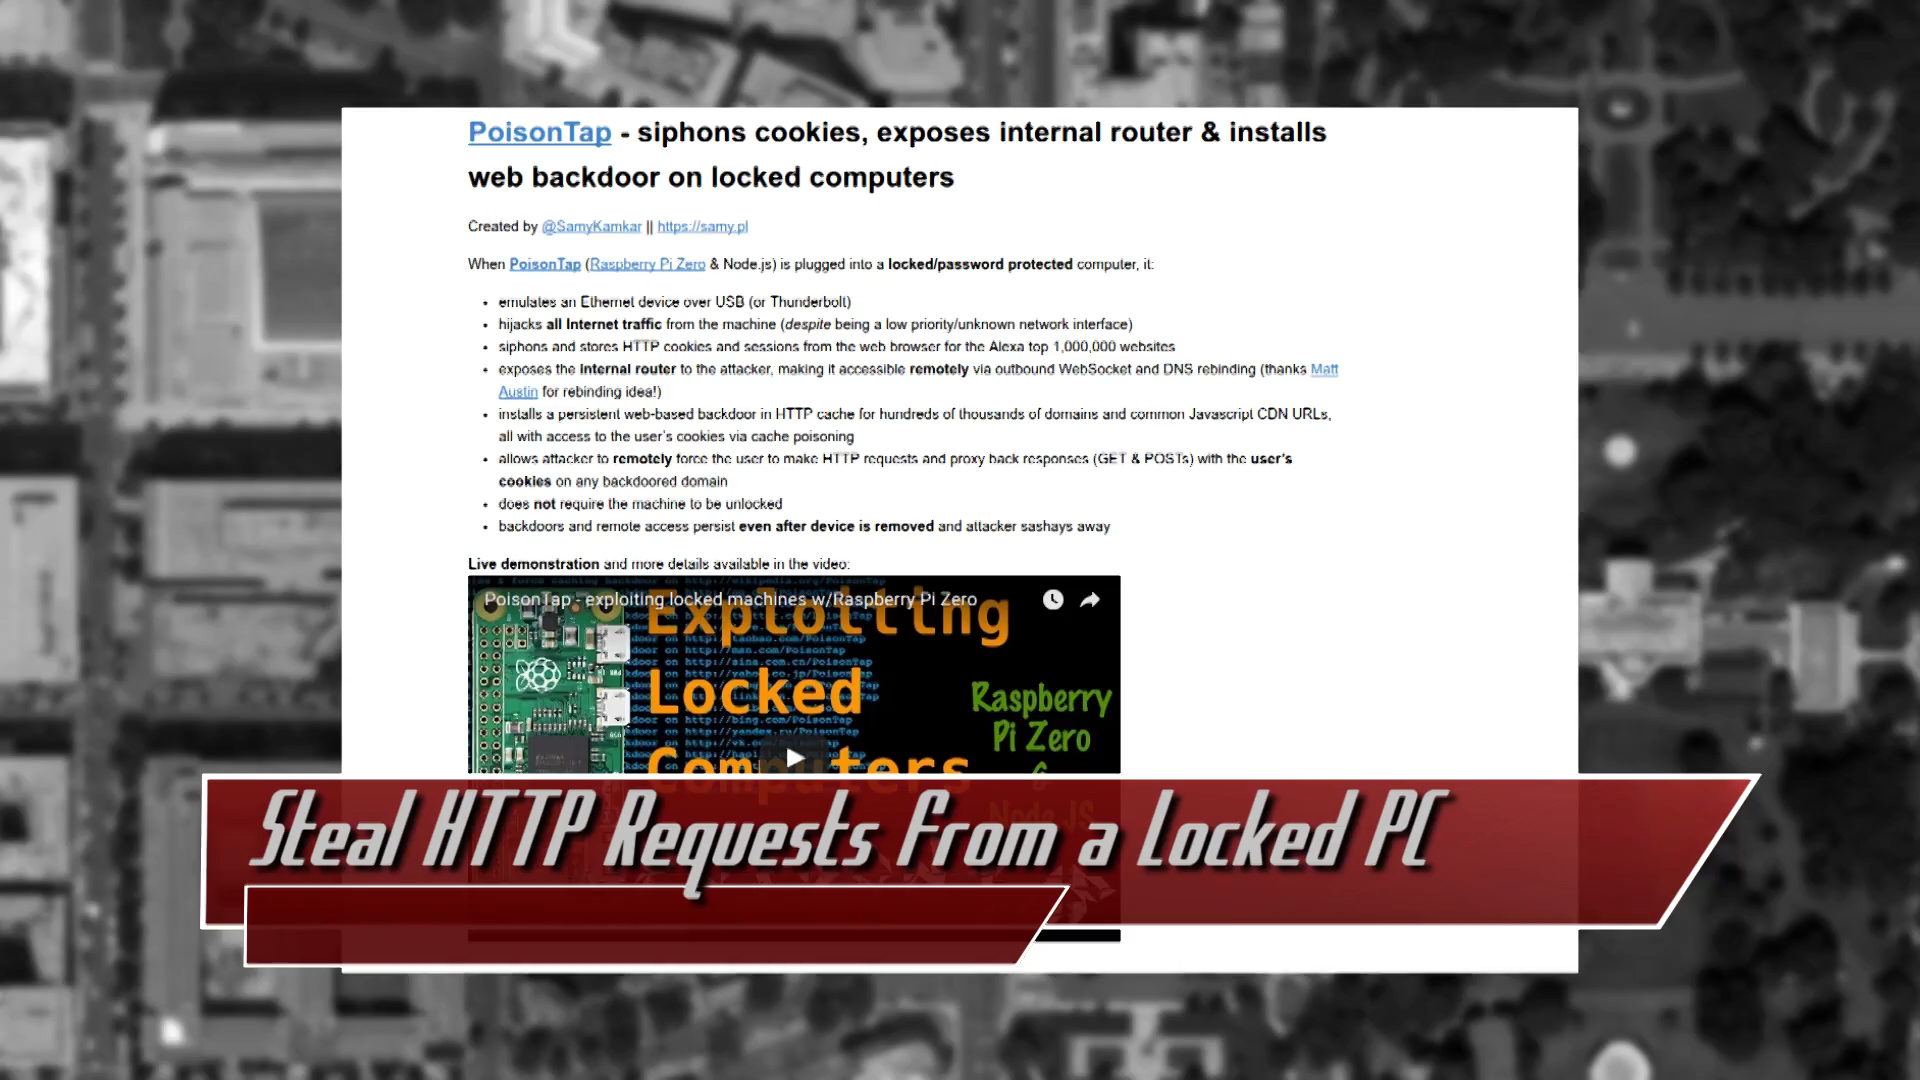 PoisonTap - siphons cookies, exposes internal router & installs
web backdoor on locked computers
Created by @SamyKamkar || https://samy.pl
When PoisonTap (Raspberry Pi Zero & Node.js) is plugged into a locked/password protected computer, it:
• emulates an Ethernet device over USB (or Thunderbolt)
• hijacks all Internet traffic from the machine (despite being a low priority/unknown network interface)
• siphons and stores HTTP cookies and sessions from the web browser for the Alexa top 1,000,000 websites
• exposes the internal router to the attacker, making it accessible remotely via outbound WebSocket and DNS rebinding (thanks Matt
Austin for rebinding idea!)
• installs a persistent web-based backdoor in HTTP cache for hundreds of thousands of domains and common Javascript CDN URLs,
all with access to the user's cookies via cache poisoning
• allows attacker to remotely force the user to make HTTP requests and proxy back responses (GET & POSTs) with the user's
cookies on any backdoored domain
• does not require the machine to be unlocked
• backdoors and remote access persist even after device is removed and attacker sashays away
Live demonstration and more details available in the video:
PoisonTap - exploiting locked machines w/Raspberry Pi Zero
Exploiting
Locked
Computers
Raspberry
Pi Zero
&
Node JS
Steal HTTP Requests From a Locked PC